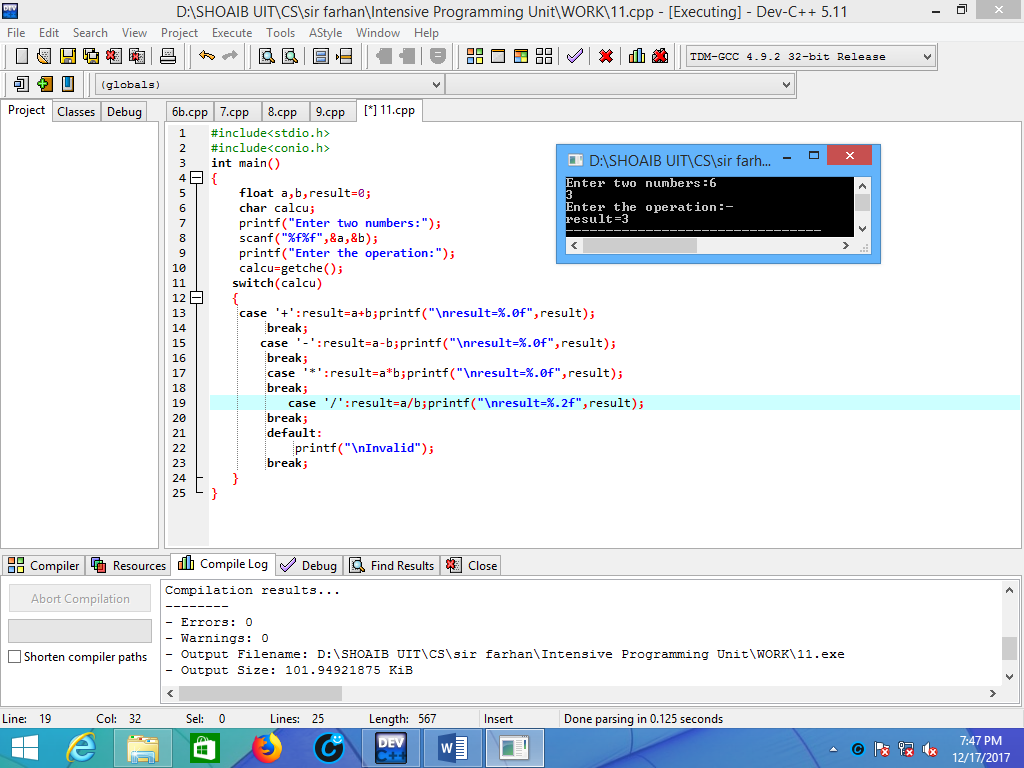 D:\SHOAIB UIT\CS\sir farhan\Intensive Programming Unit\WORK\11.cpp - [Executing] - Dev-C++ 5.11
File Edit Search View Project Execute Tools AStyle Window Help
TDM-GCC 4.9.2 32-bit Release
(globals)
Project Classes Debug
6b.cpp 7.cpp 8.cpp 9.cpp [*] 11.cpp
1 #include<stdio.h>
2 #include<conio.h>
3 int main()
4 {
5 float a,b,result=0;
6 char calcu;
7 printf("Enter two numbers:");
8 scanf("%f%f",&a,&b);
9 printf("Enter the operation:");
10 calcu=getche();
11 switch(calcu)
12 {
13 case '+':result=a+b;printf("\nresult=%.0f",result);
14 break;
15 case '-':result=a-b;printf("\nresult=%.0f",result);
16 break;
17 case '*':result=a*b;printf("\nresult=%.0f",result);
18 break;
19 case '/':result=a/b;printf("\nresult=%.2f",result);
20 break;
21 default:
22 printf("\nInvalid");
23 break;
24 }
25 }
D:\SHOAIB UIT\CS\sir farh...
Enter two numbers:6
3
Enter the operation:-
result=3
--------------------------------
Compiler Resources Compile Log Debug Find Results Close
Abort Compilation
Shorten compiler paths
Compilation results...
--------
- Errors: 0
- Warnings: 0
- Output Filename: D:\SHOAIB UIT\CS\sir farhan\Intensive Programming Unit\WORK\11.exe
- Output Size: 101.94921875 KiB
Line: 19 Col: 32 Sel: 0 Lines: 25 Length: 567 Insert Done parsing in 0.125 seconds
DEV C++
7:47 PM
12/17/2017